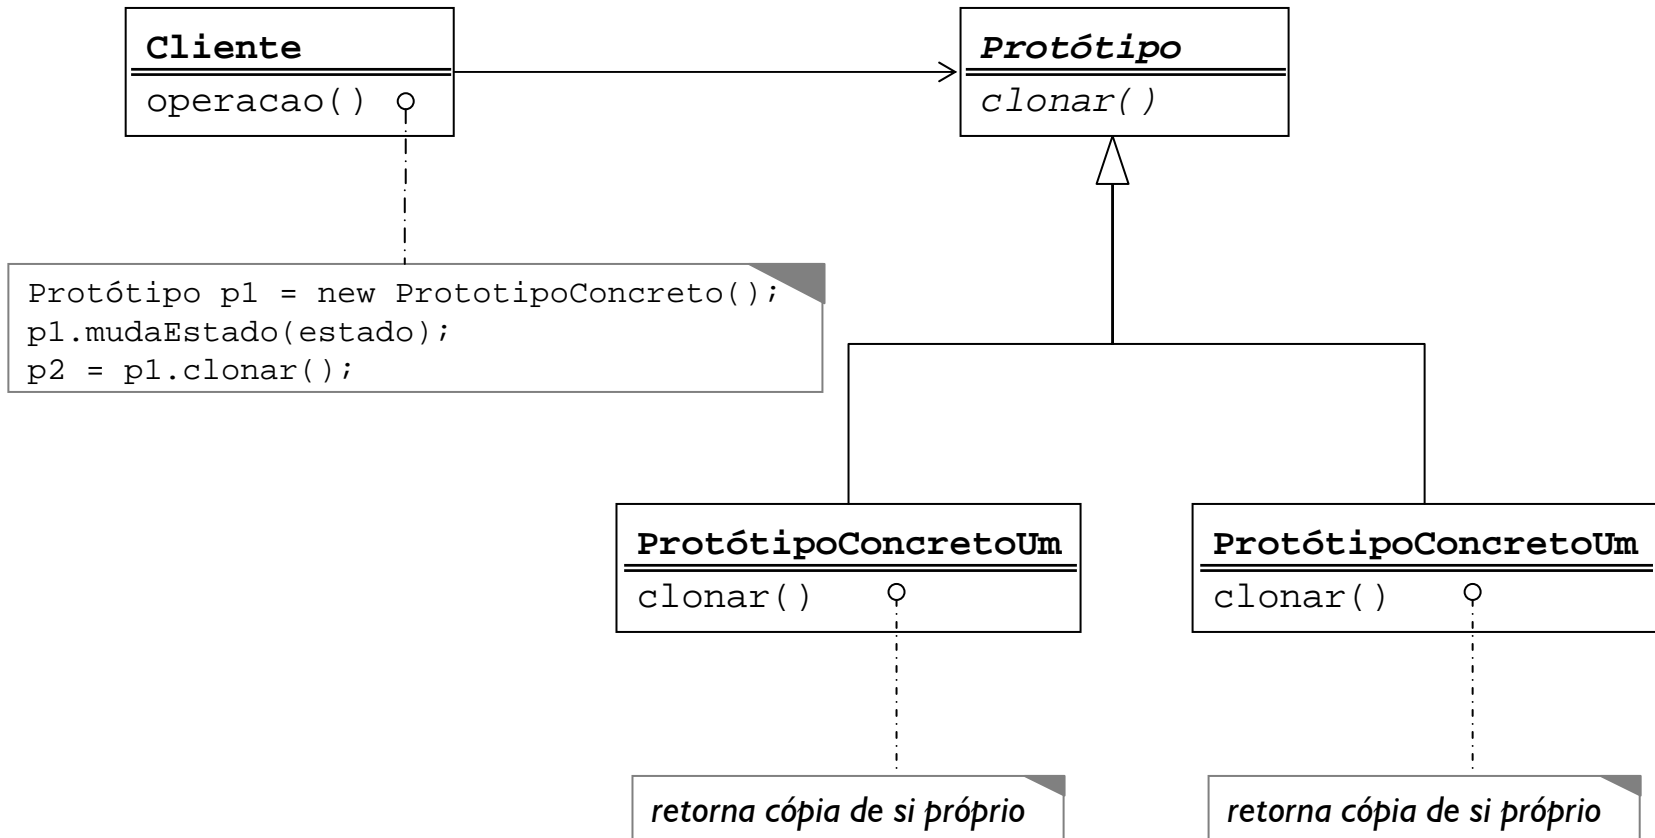 Cliente
operacao()
Protótipo
clonar()
Protótipo p1 = new PrototipoConcreto();
p1.mudaEstado(estado);
p2 = p1.clonar();
ProtótipoConcretoUm
clonar()
ProtótipoConcretoUm
clonar()
retorna cópia de si próprio
retorna cópia de si próprio